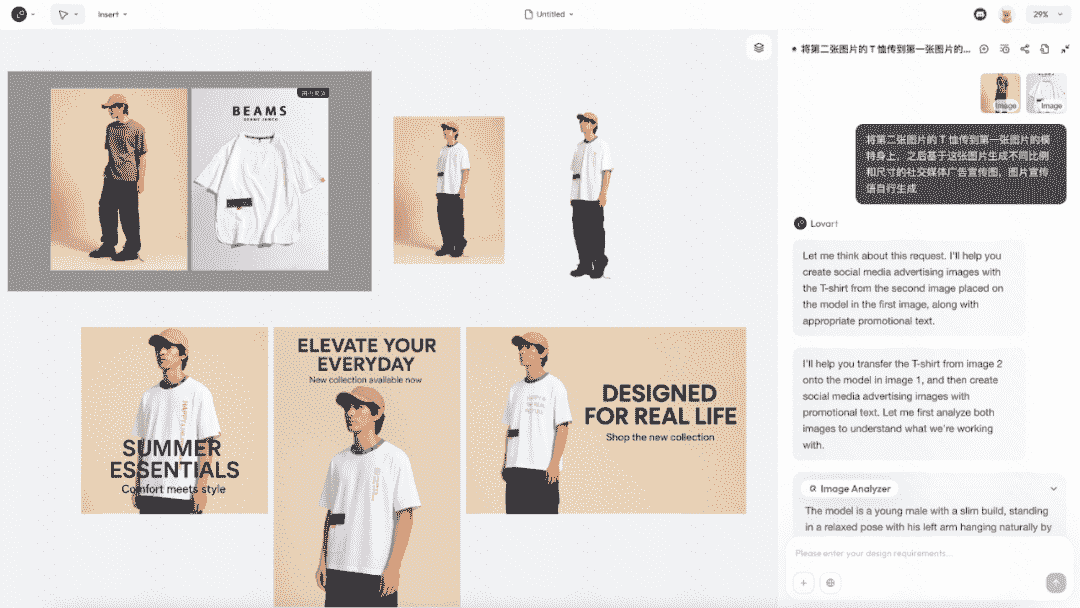 Insert
Untitled
29%
BEAMS
SUMMER
ESSENTIALS
Comfort meets style
ELEVATE YOUR
EVERYDAY
New collection available now
DESIGNED
FOR REAL LIFE
Shop the new collection
将第二张图片的 T 恤传到第一张图片的...
Image
Image
将第二张图片的 T 恤传到第一张图片的模
特身上，之后基于这张图片生成不同比例
和尺寸的社交媒体广告宣传图，图片宣传
语自行生成
Lovart
Let me think about this request. I'll help you
create social media advertising images with
the T-shirt from the second image placed on
the model in the first image, along with
appropriate promotional text.
I'll help you transfer the T-shirt from image 2
onto the model in image 1, and then create
social media advertising images with
promotional text. Let me first analyze both
images to understand what we're working
with.
Image Analyzer
The model is a young male with a slim build, standing
in a relaxed pose with his left arm hanging naturally by
Please enter your design requirements...